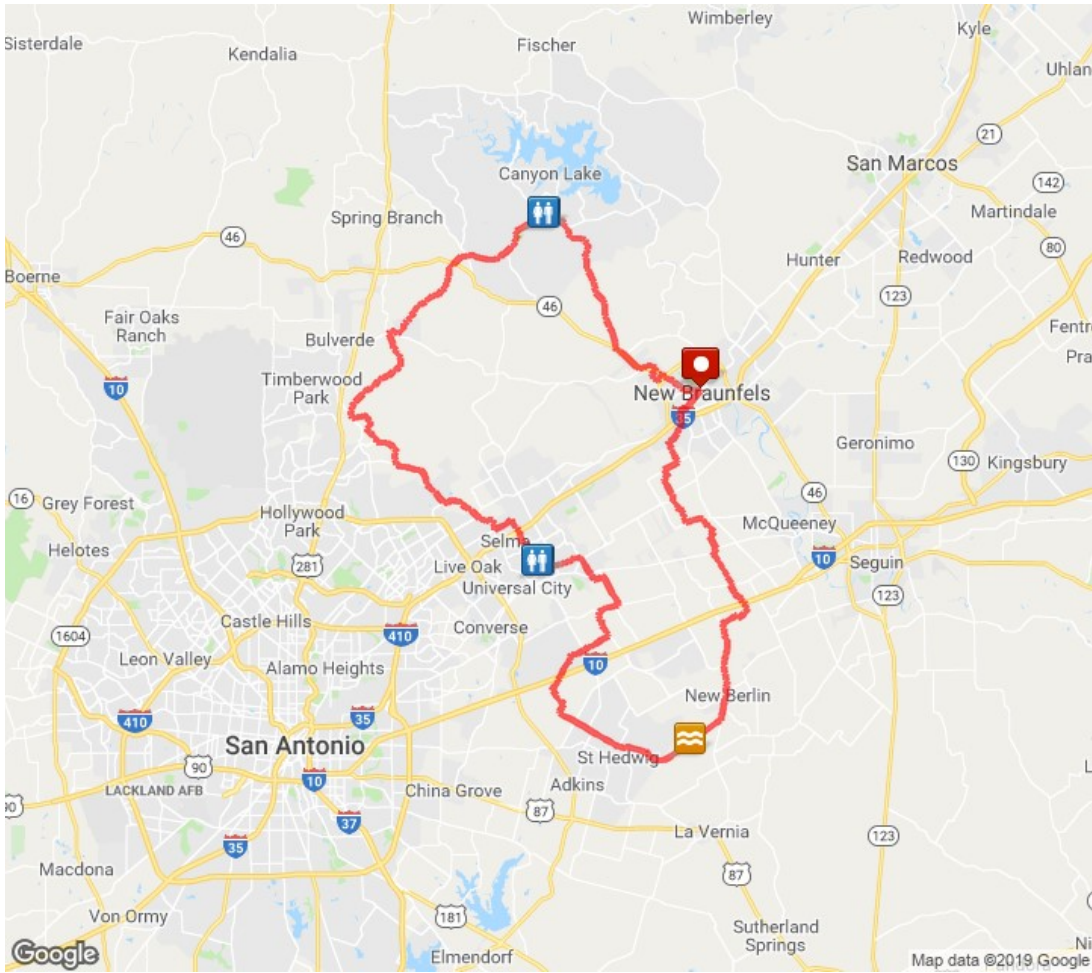 Wimberley
Kyle
Sisterdale
Fischer
Kendalia
21
San Marcos
Canyon Lake
142
Martindale
Spring Branch
46
80
Hunter
Redwood
Boerne
123
46
Fair Oaks
Ranch
Bulverde
Timberwood
Park
10
New Braunfels
35
Geronimo
130
Kingsbury
16
Grey Forest
46
Hollywood
Park
McQueeney
Helotes
Selma
281
Live Oak
10
Seguin
Universal City
123
Castle Hills
1604
410
Converse
Leon Valley
Alamo Heights
10
New Berlin
410
35
San Antonio
St Hedwig
90
Adkins
LACKLAND AFB
10
China Grove
90
87
37
La Vernia
35
123
Macdona
87
Von Ormy
181
Sutherland
Springs
Elmendorf
Google
Map data ©2019 Google